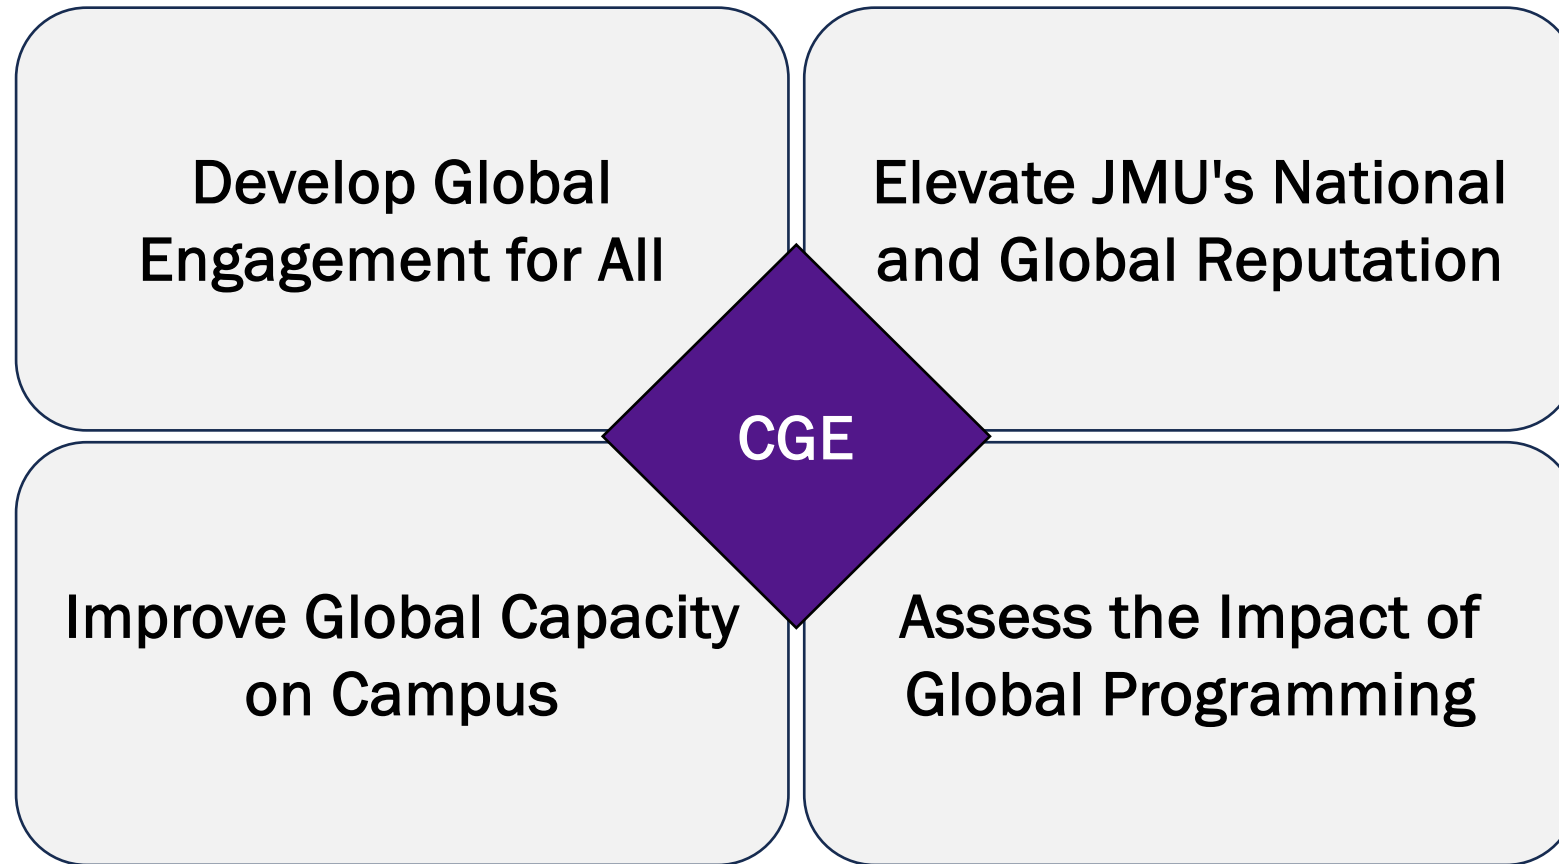 Develop Global
Engagement for All
Elevate JMU's National
and Global Reputation
CGE
Improve Global Capacity
on Campus
Assess the Impact of
Global Programming